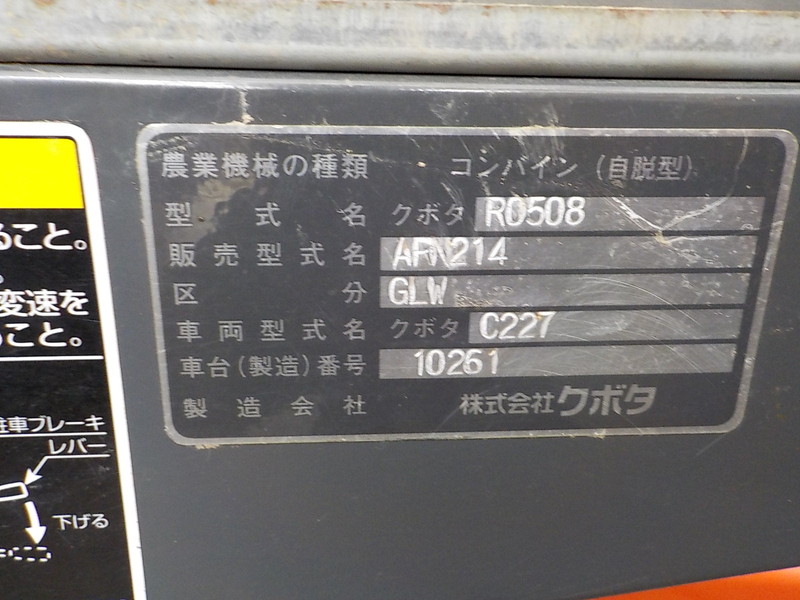 農業機械の種類 コンバイン(自脱型)
型式名 クボタ RO508
販売型式名 ARN214
区分 GLW
車両型式名 クボタ C227
車台(製造)番号 10261
製造会社 株式会社クボタ
ること。
変速を
こと。
駐車ブレーキ
レバー
下げる